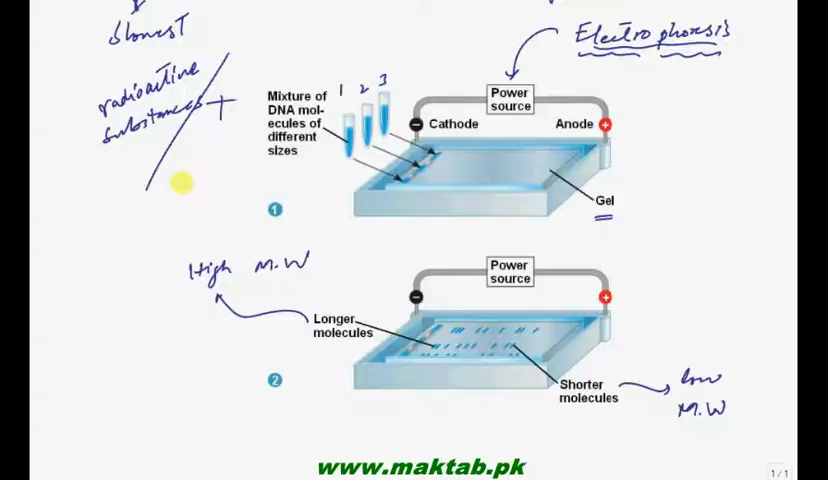 slowest
Electrophoresis
radioactive
substances +
1 2 3
Mixture of
DNA mol-
ecules of
different
sizes
Power
source
− Cathode
Anode +
Gel
1
High M.W
Power
source
−
+
Longer
molecules
Shorter
molecules
low
M.W
2
www.maktab.pk
1 / 1